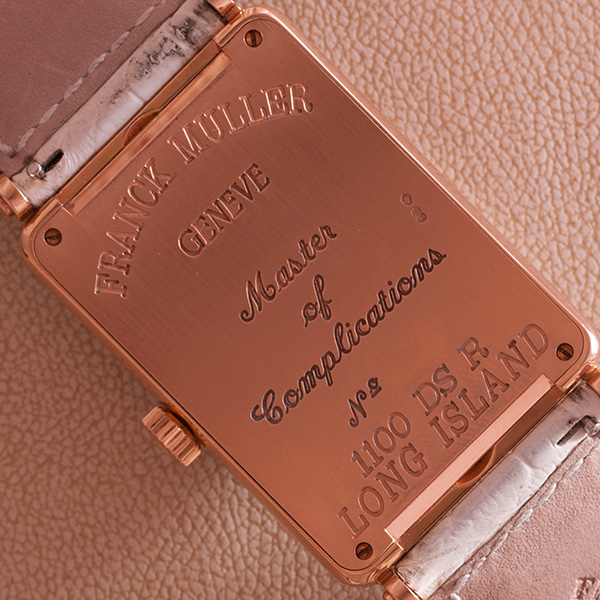 FRANCK MULLER
GENEVE
Master
of
Complications
No
1100 DS R
LONG ISLAND